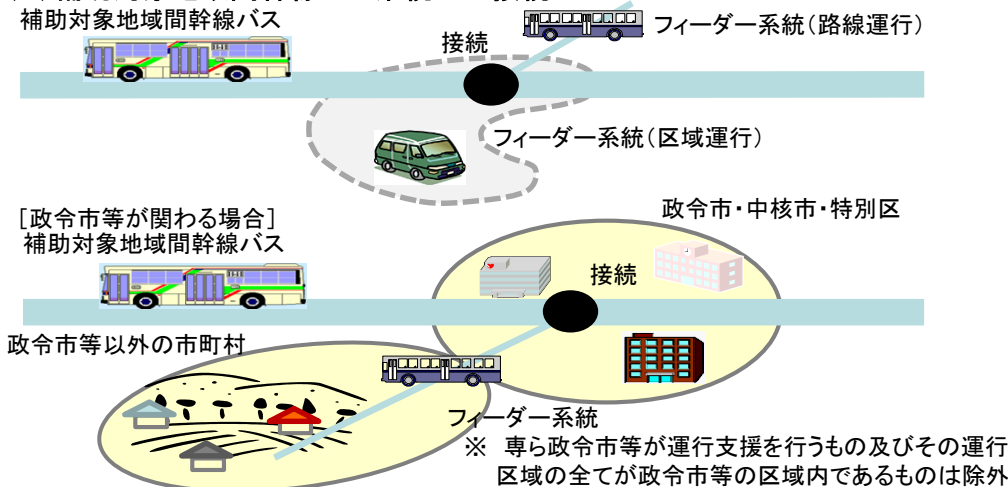 補助対象地域間幹線バス
フィーダー系統(路線運行)
接続
フィーダー系統(区域運行)
政令市・中核市・特別区
[政令市等が関わる場合]
補助対象地域間幹線バス
接続
政令市等以外の市町村
フィーダー系統
※ 専ら政令市等が運行支援を行うもの及びその運行
区域の全てが政令市等の区域内であるものは除外